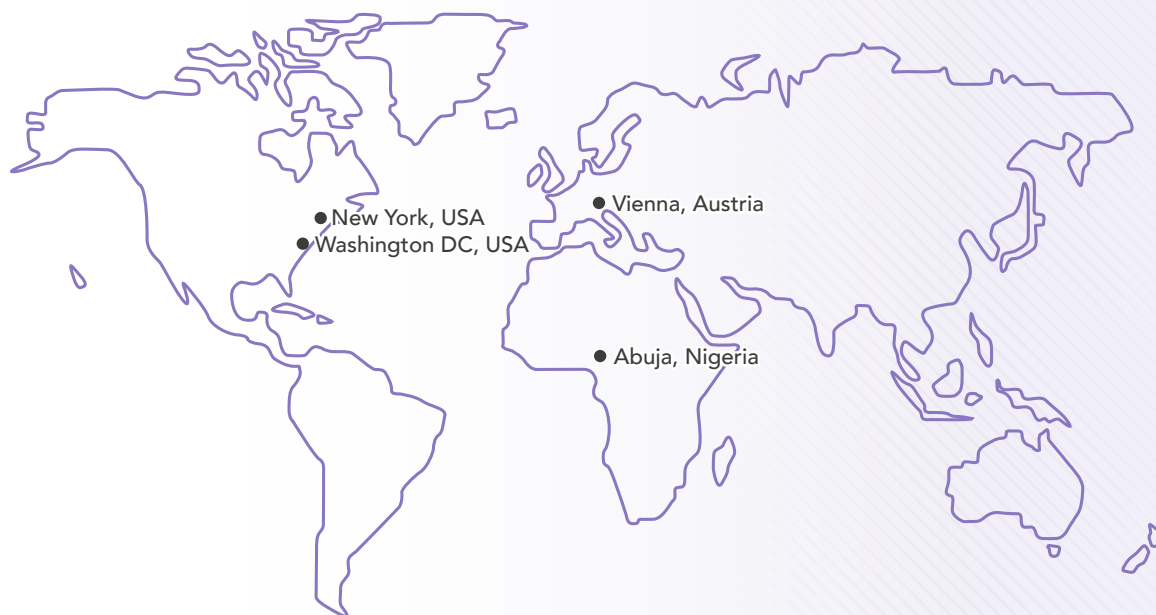 Vienna, Austria
New York, USA
Washington DC, USA
Abuja, Nigeria